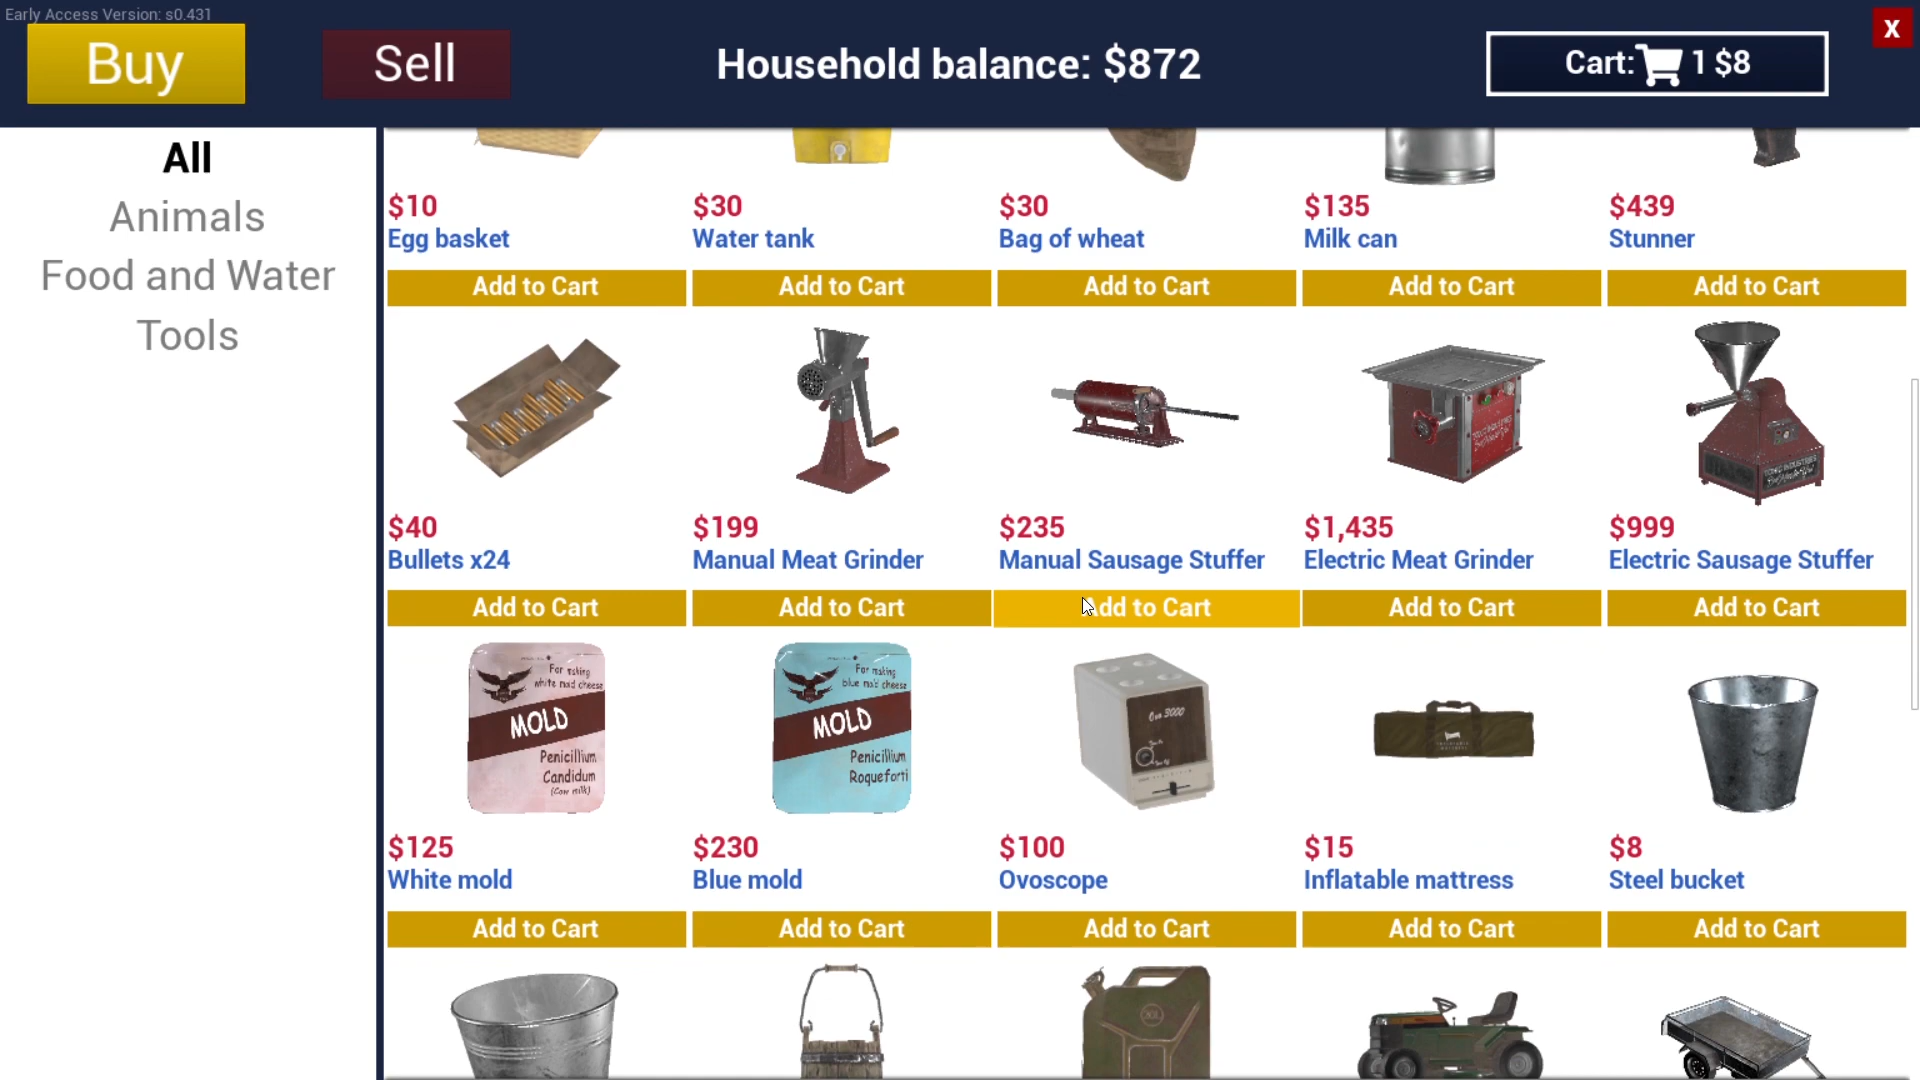 Early Access Version: s0.431
Buy
Sell
Household balance: $872
Cart: 1 $8
X
All
Animals
Food and Water
Tools
$10
Egg basket
Add to Cart
$30
Water tank
Add to Cart
$30
Bag of wheat
Add to Cart
$135
Milk can
Add to Cart
$439
Stunner
Add to Cart
$40
Bullets x24
Add to Cart
$199
Manual Meat Grinder
Add to Cart
$235
Manual Sausage Stuffer
Add to Cart
$1,435
Electric Meat Grinder
Add to Cart
$999
Electric Sausage Stuffer
Add to Cart
For making
white mold cheese
MOLD
Penicillium
Candidum
(Cow milk)
$125
White mold
Add to Cart
For making
blue mold cheese
MOLD
Penicillium
Roqueforti
$230
Blue mold
Add to Cart
Ovo 3000
$100
Ovoscope
Add to Cart
$15
Inflatable mattress
Add to Cart
$8
Steel bucket
Add to Cart
20L